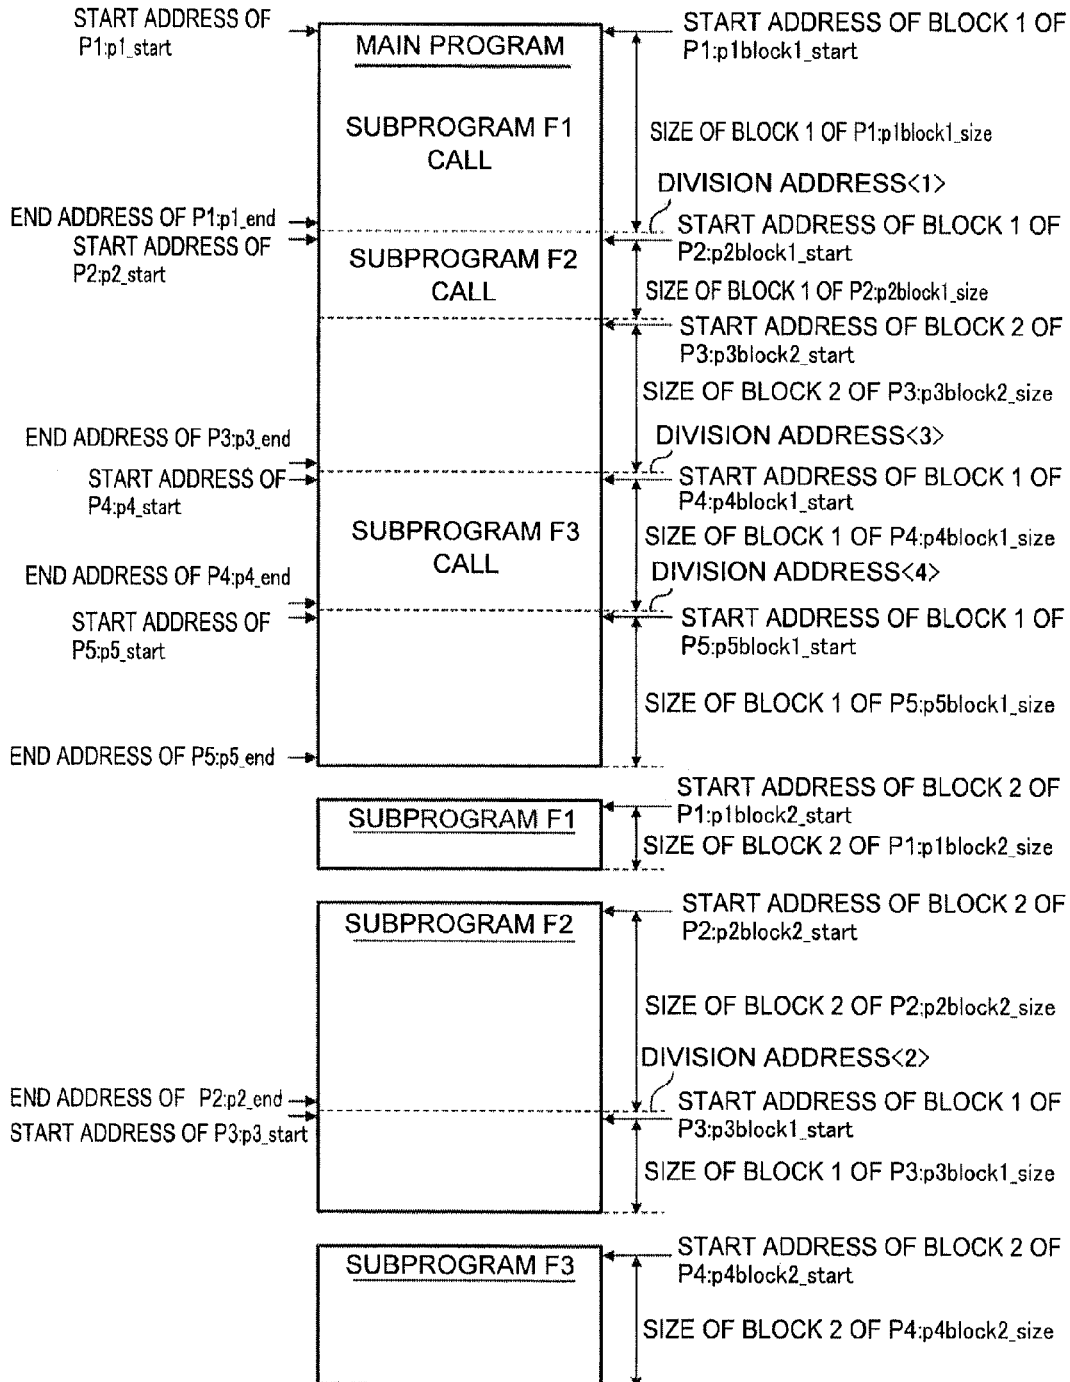 START ADDRESS OF
P1:p1_start
MAIN PROGRAM
START ADDRESS OF BLOCK 1 OF
P1:p1block1_start
SUBPROGRAM F1
CALL
SIZE OF BLOCK 1 OF P1:p1block1_size
DIVISION ADDRESS<1>
END ADDRESS OF P1:p1_end
START ADDRESS OF
P2:p2_start
SUBPROGRAM F2
CALL
START ADDRESS OF BLOCK 1 OF
P2:p2block1_start
SIZE OF BLOCK 1 OF P2:p2block1_size
START ADDRESS OF BLOCK 2 OF
P3:p3block2_start
SIZE OF BLOCK 2 OF P3:p3block2_size
END ADDRESS OF P3:p3_end
DIVISION ADDRESS<3>
START ADDRESS OF
P4:p4_start
START ADDRESS OF BLOCK 1 OF
P4:p4block1_start
SUBPROGRAM F3
CALL
SIZE OF BLOCK 1 OF P4:p4block1_size
END ADDRESS OF P4:p4_end
DIVISION ADDRESS<4>
START ADDRESS OF
P5:p5_start
START ADDRESS OF BLOCK 1 OF
P5:p5block1_start
SIZE OF BLOCK 1 OF P5:p5block1_size
END ADDRESS OF P5:p5_end
START ADDRESS OF BLOCK 2 OF
P1:p1block2_start
SUBPROGRAM F1
SIZE OF BLOCK 2 OF P1:p1block2_size
SUBPROGRAM F2
START ADDRESS OF BLOCK 2 OF
P2:p2block2_start
SIZE OF BLOCK 2 OF P2:p2block2_size
DIVISION ADDRESS<2>
END ADDRESS OF P2:p2_end
START ADDRESS OF P3:p3_start
START ADDRESS OF BLOCK 1 OF
P3:p3block1_start
SIZE OF BLOCK 1 OF P3:p3block1_size
SUBPROGRAM F3
START ADDRESS OF BLOCK 2 OF
P4:p4block2_start
SIZE OF BLOCK 2 OF P4:p4block2_size